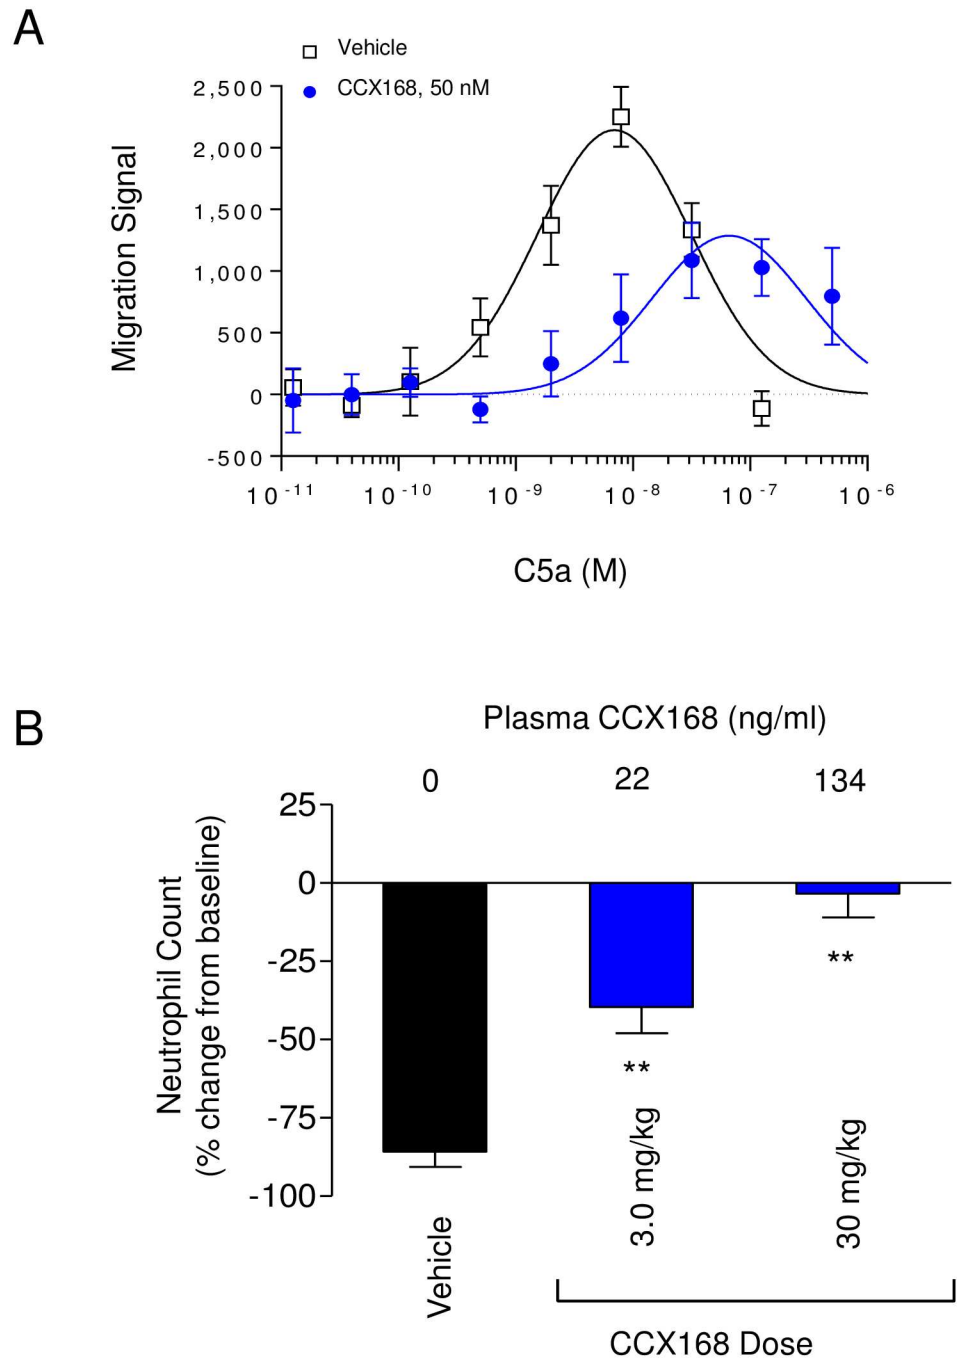 A
Vehicle
CCX168, 50 nM
Migration Signal
2,500
2,000
1,500
1,000
500
0
-500
10-11
10-10
10-9
10-8
10-7
10-6
C5a (M)
B
Plasma CCX168 (ng/ml)
0
22
134
Neutrophil Count
(% change from baseline)
25
0
-25
-50
-75
-100
**
**
Vehicle
3.0 mg/kg
30 mg/kg
CCX168 Dose